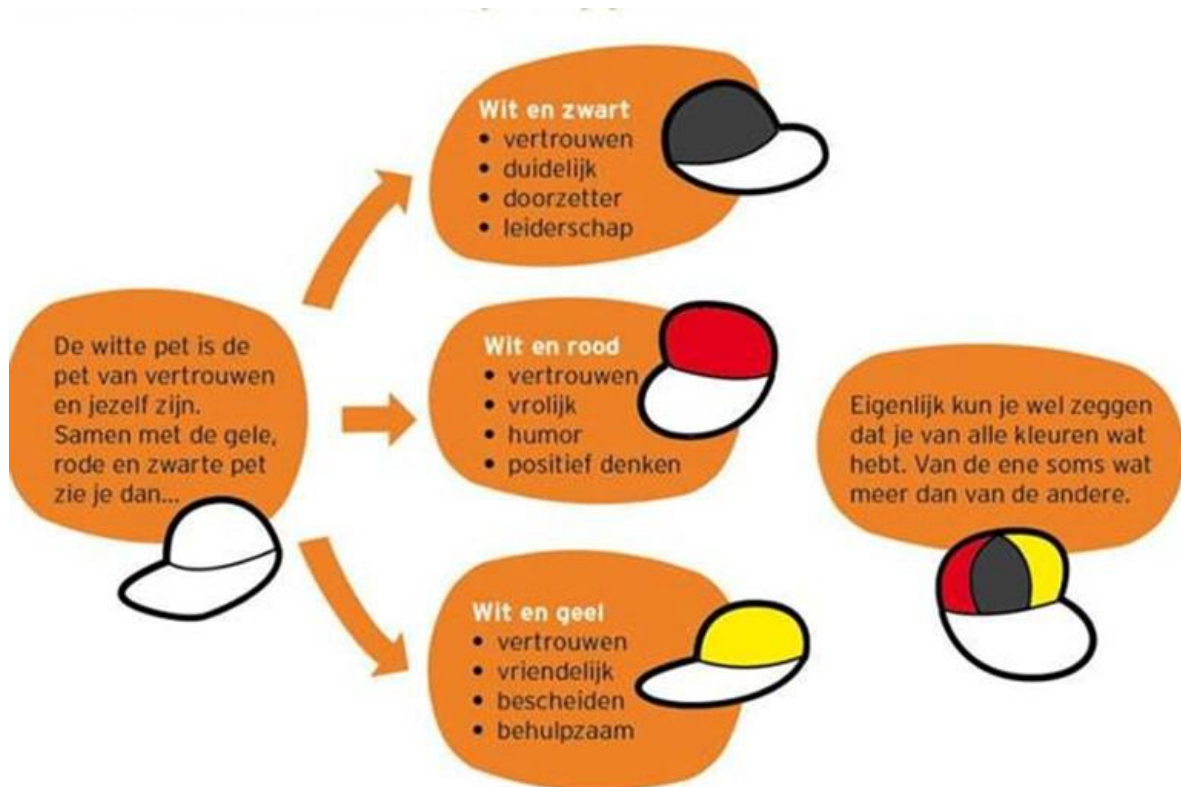 De witte pet is de
pet van vertrouwen
en jezelf zijn.
Samen met de gele,
rode en zwarte pet
zie je dan...
Wit en zwart
• vertrouwen
• duidelijk
• doorzetter
• leiderschap
Wit en rood
• vertrouwen
• vrolijk
• humor
• positief denken
Wit en geel
• vertrouwen
• vriendelijk
• bescheiden
• behulpzaam
Eigenlijk kun je wel zeggen
dat je van alle kleuren wat
hebt. Van de ene soms wat
meer dan van de andere.